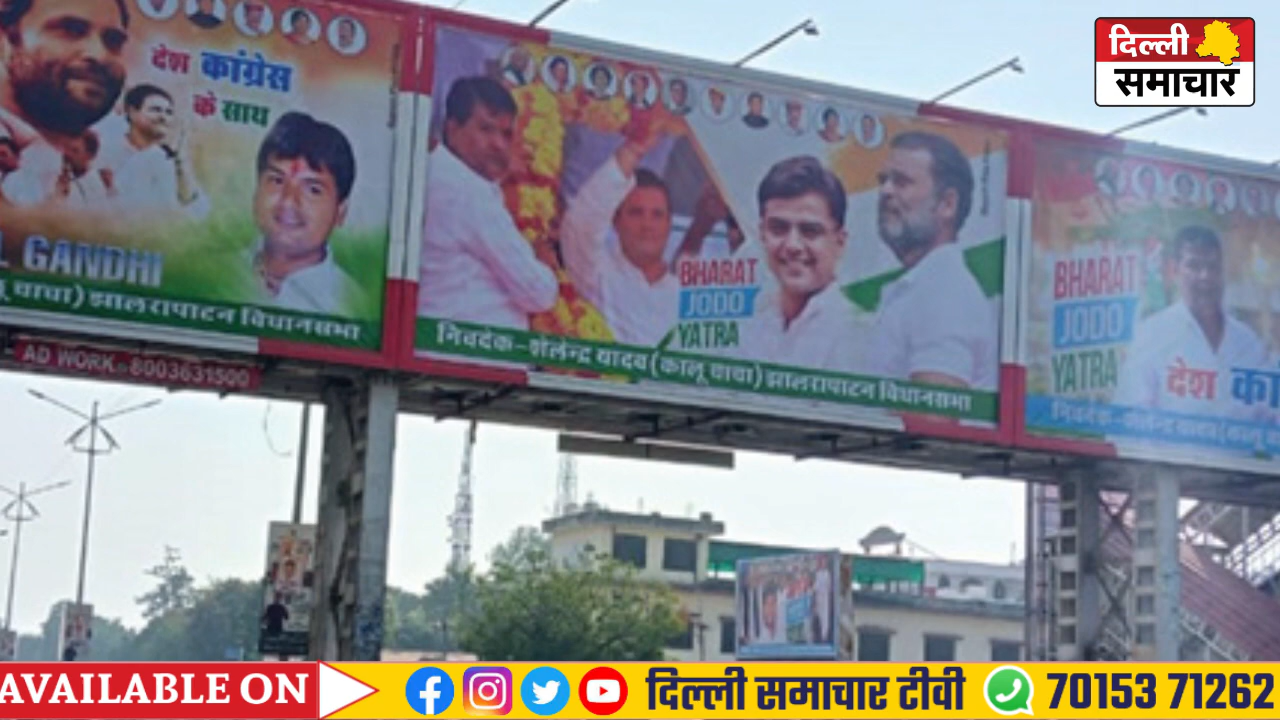 दिल्ली
समाचार
देश कांग्रेस
के साथ
L GANDHI
चाचा) झालरापाटन विधानसभा
AD WORK - 8003631500
BHARAT
JODO
YATRA
निवदेक-शेलेन्द्र यादव (कालू चाचा) झालरापाटन विधानसभा
BHARAT
JODO
YATRA
देश का
AVAILABLE ON
दिल्ली समाचार टीवी
70153 71262